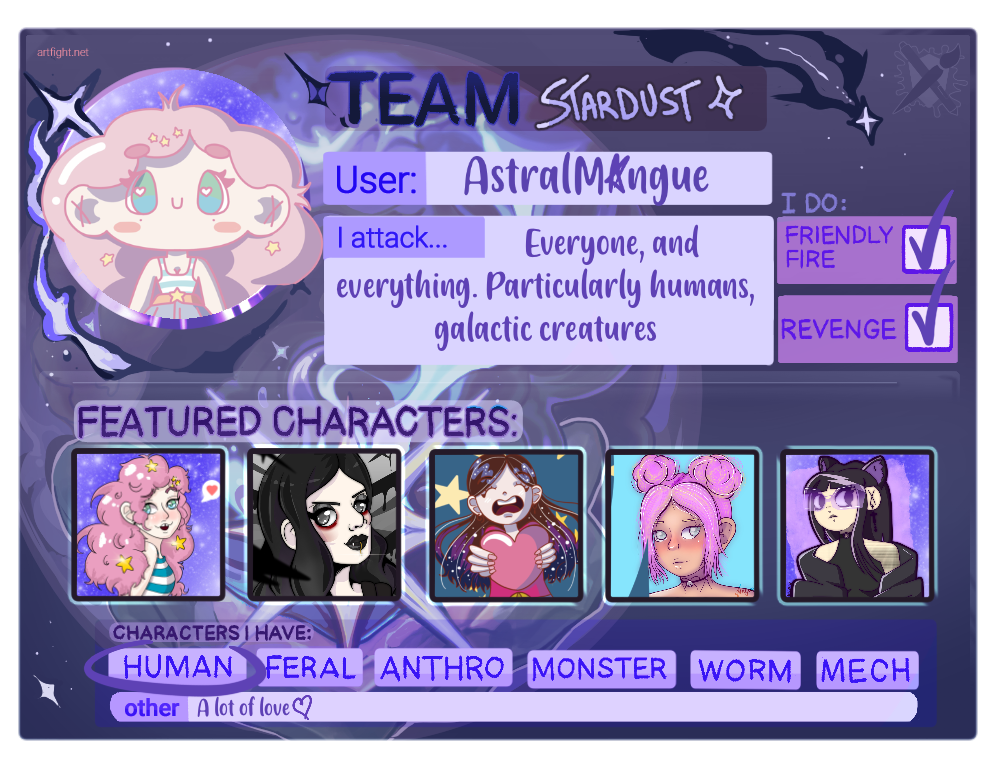 artfight.net
TEAM STARDUST
User: AstralMAngue
I DO:
I attack... Everyone, and
everything. Particularly humans,
galactic creatures
FRIENDLY
FIRE
REVENGE
FEATURED CHARACTERS:
CHARACTERS I HAVE:
HUMAN FERAL ANTHRO MONSTER WORM MECH
other A lot of love♡